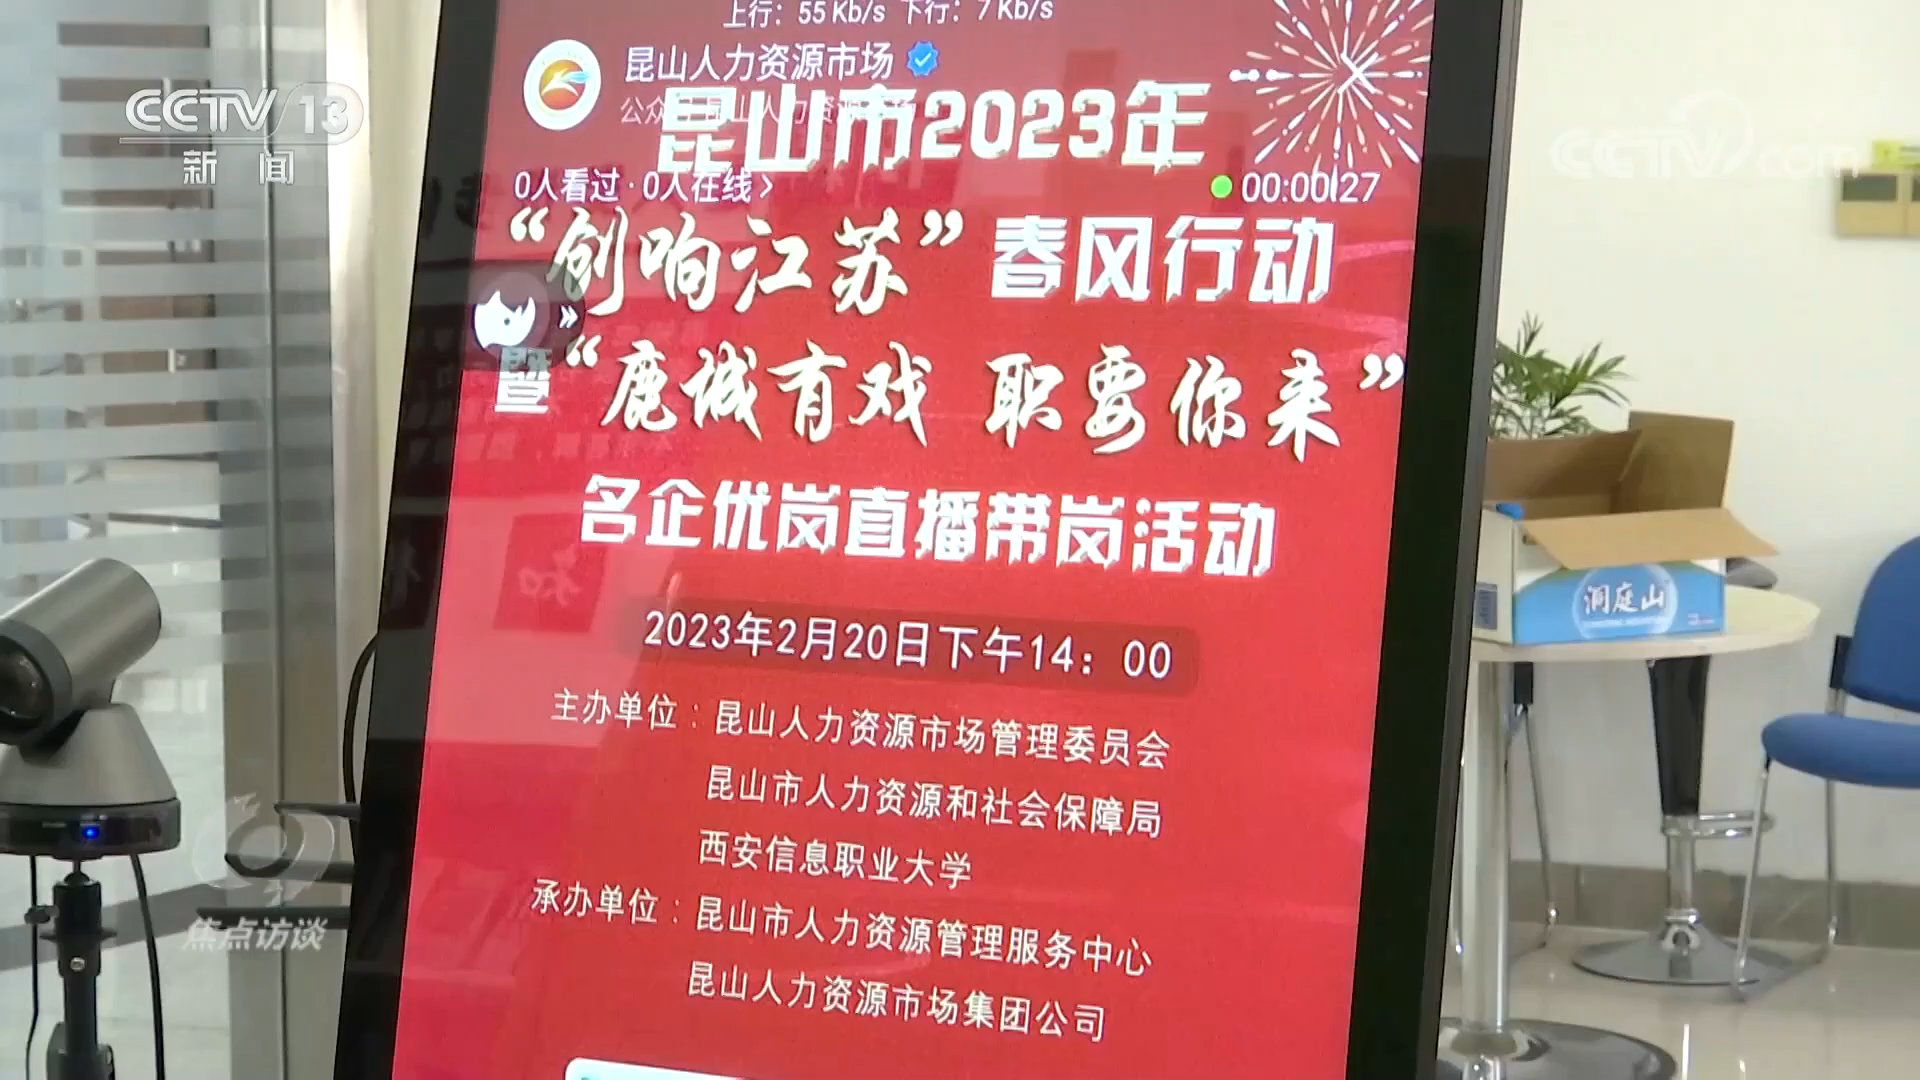 上行：55Kb/s 下行：7Kb/s
昆山人力资源市场
昆山市2023年
0人看过·0人在线>
00:00:27
“创响江苏”春风行动
暨“鹿城有戏 职要你来”
名企优岗直播带岗活动
2023年2月20日下午14：00
主办单位：昆山人力资源市场管理委员会
昆山市人力资源和社会保障局
西安信息职业大学
承办单位：昆山市人力资源管理服务中心
昆山人力资源市场集团公司
CCTV 13
新闻
CCTV.com
洞庭山
焦点访谈